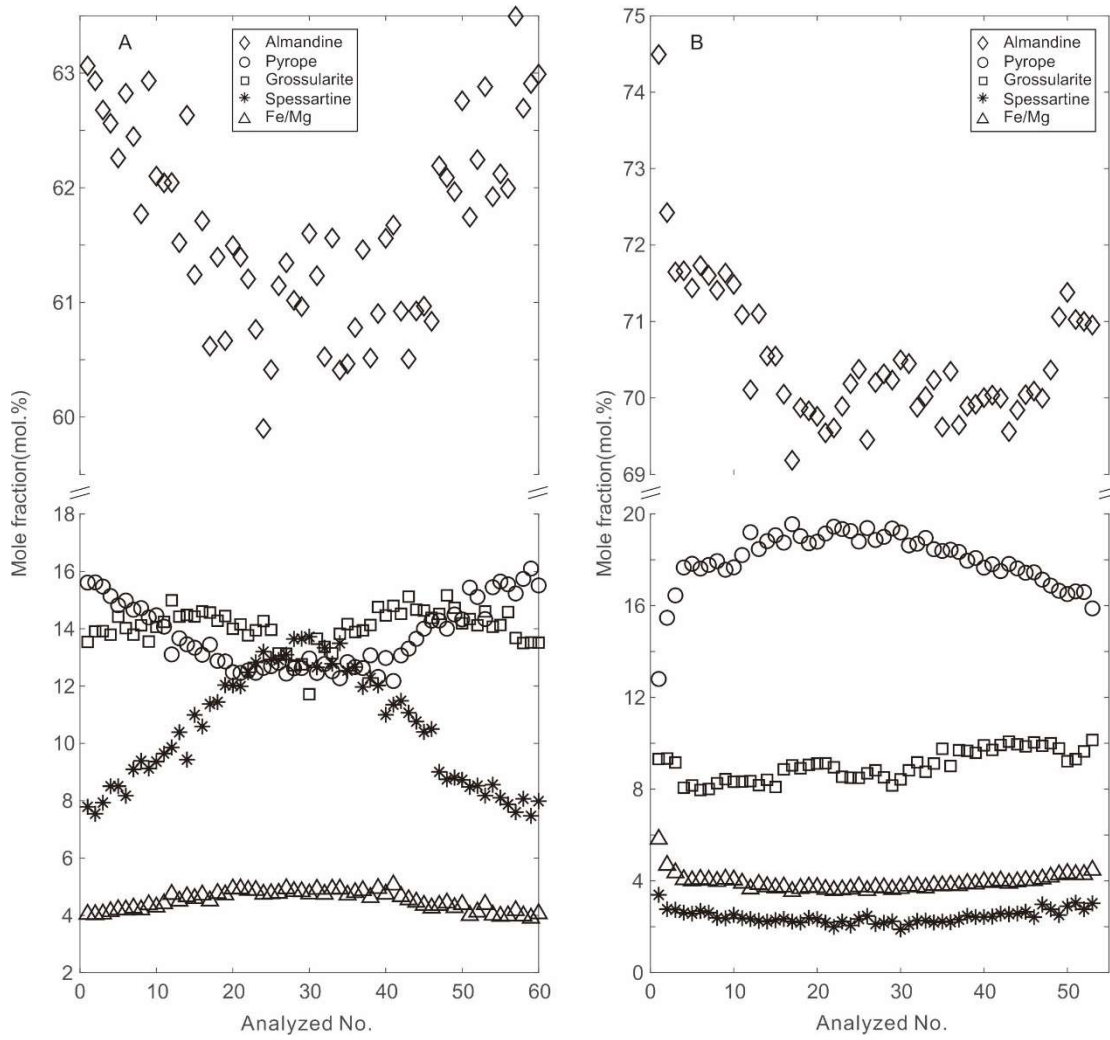 A
Almandine
Pyrope
Grossularite
Spessartine
Fe/Mg
63
62
61
60
18
16
14
12
10
8
6
4
2
0
10
20
30
40
50
60
Mole fraction(mol.%)
Analyzed No.
B
Almandine
Pyrope
Grossularite
Spessartine
Fe/Mg
75
74
73
72
71
70
69
20
16
12
8
4
0
0
10
20
30
40
50
Mole fraction(mol.%)
Analyzed No.